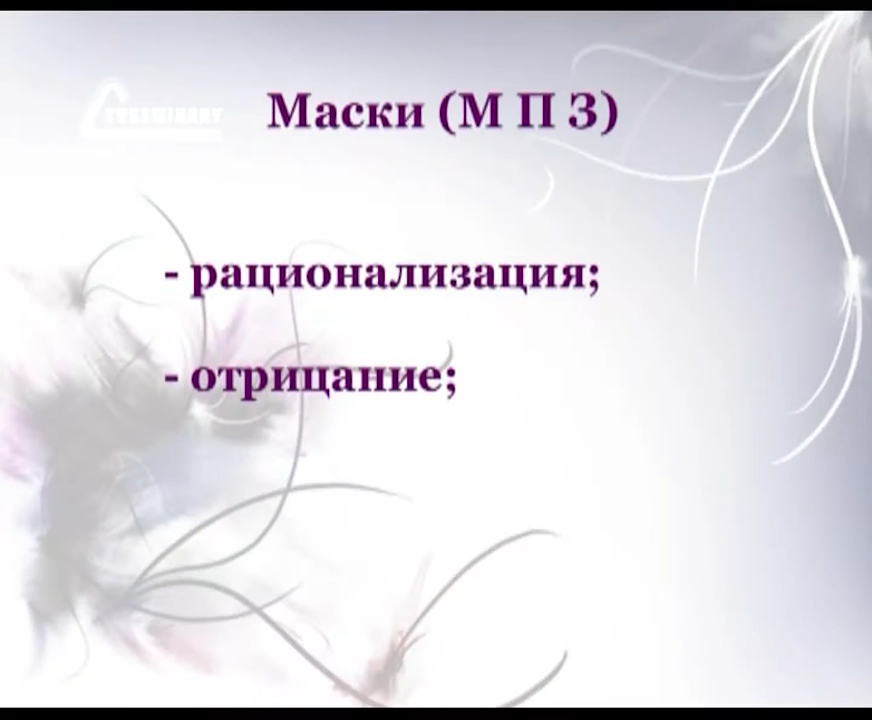 Маски (М П З)
- рационализация;
- отрицание;